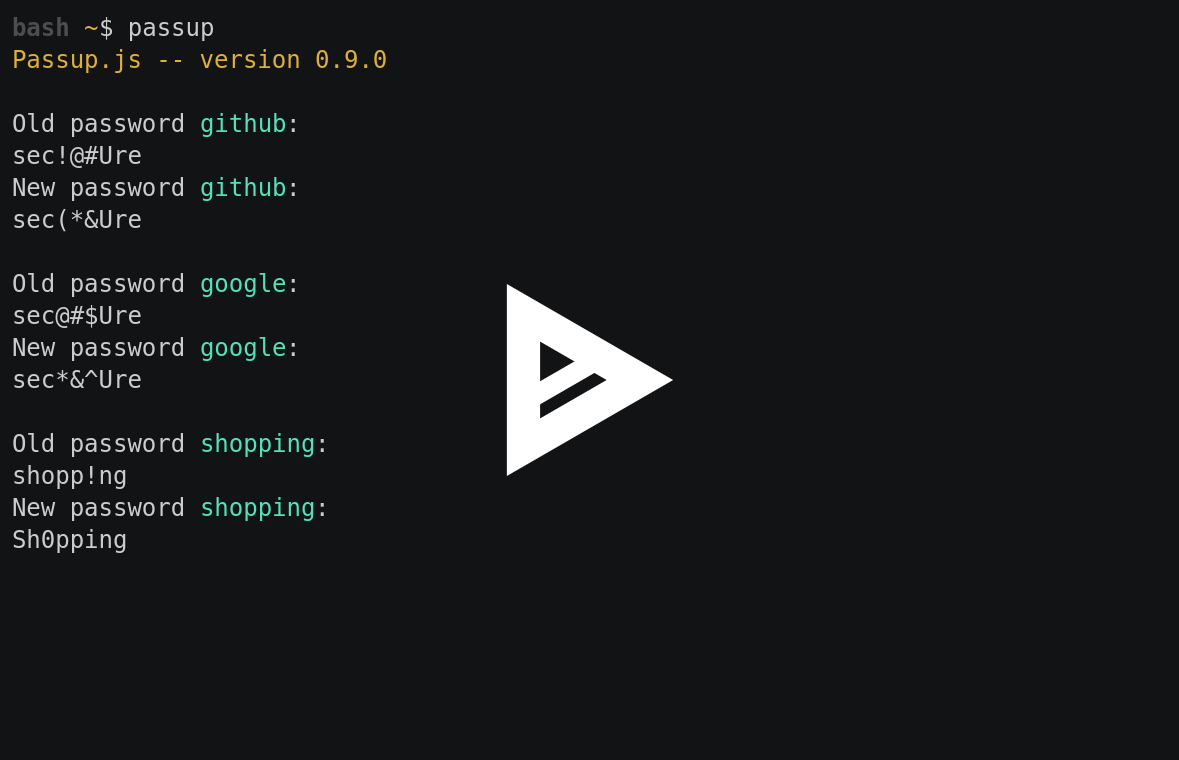 bash ~$ passup
Passup.js -- version 0.9.0
Old password github:
sec!@#Ure
New password github:
sec(*&Ure
Old password google:
sec@#$Ure
New password google:
sec*&^Ure
Old password shopping:
shopp!ng
New password shopping:
Sh0pping